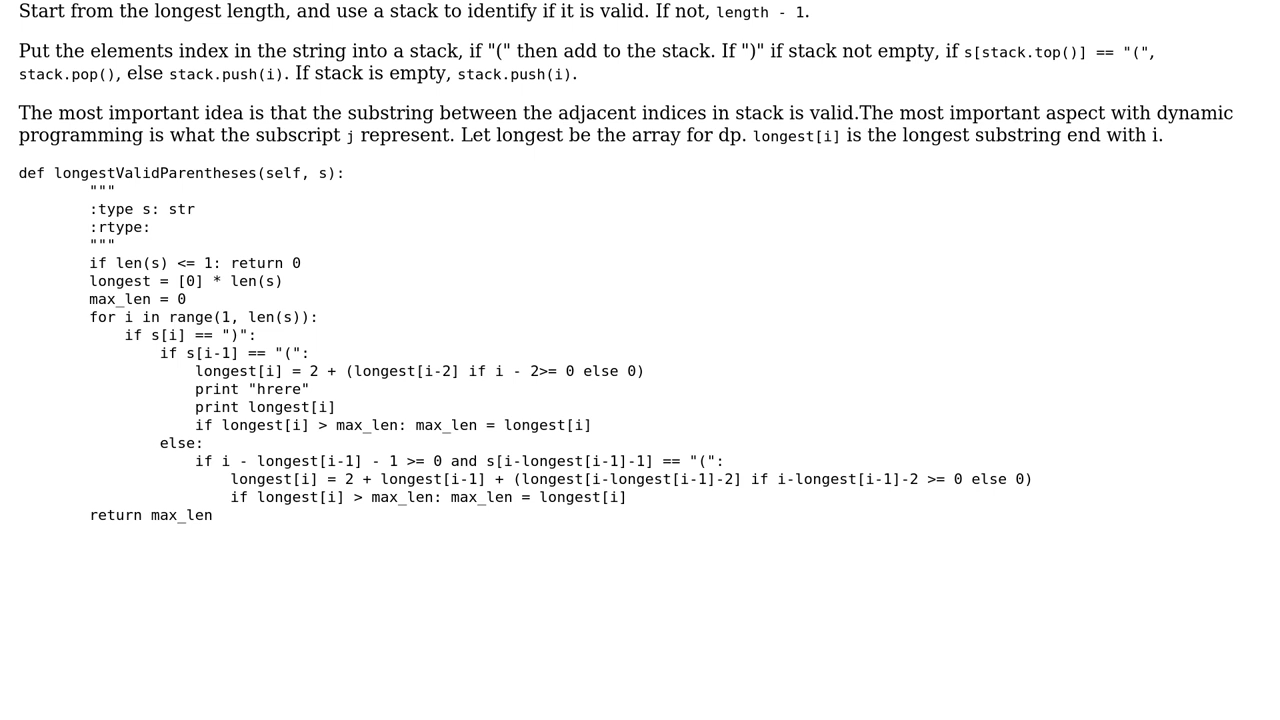 Start from the longest length, and use a stack to identify if it is valid. If not, length - 1.
Put the elements index in the string into a stack, if "(" then add to the stack. If ")" if stack not empty, if s[stack.top()] == "(",
stack.pop(), else stack.push(i). If stack is empty, stack.push(i).
The most important idea is that the substring between the adjacent indices in stack is valid.The most important aspect with dynamic
programming is what the subscript j represent. Let longest be the array for dp. longest[i] is the longest substring end with i.
def longestValidParentheses(self, s):
        """
        :type s: str
        :rtype:
        """
        if len(s) <= 1: return 0
        longest = [0] * len(s)
        max_len = 0
        for i in range(1, len(s)):
            if s[i] == ")":
                if s[i-1] == "(":
                    longest[i] = 2 + (longest[i-2] if i - 2>= 0 else 0)
                    print "hrere"
                    print longest[i]
                    if longest[i] > max_len: max_len = longest[i]
                else:
                    if i - longest[i-1] - 1 >= 0 and s[i-longest[i-1]-1] == "(":
                        longest[i] = 2 + longest[i-1] + (longest[i-longest[i-1]-2] if i-longest[i-1]-2 >= 0 else 0)
                        if longest[i] > max_len: max_len = longest[i]
        return max_len